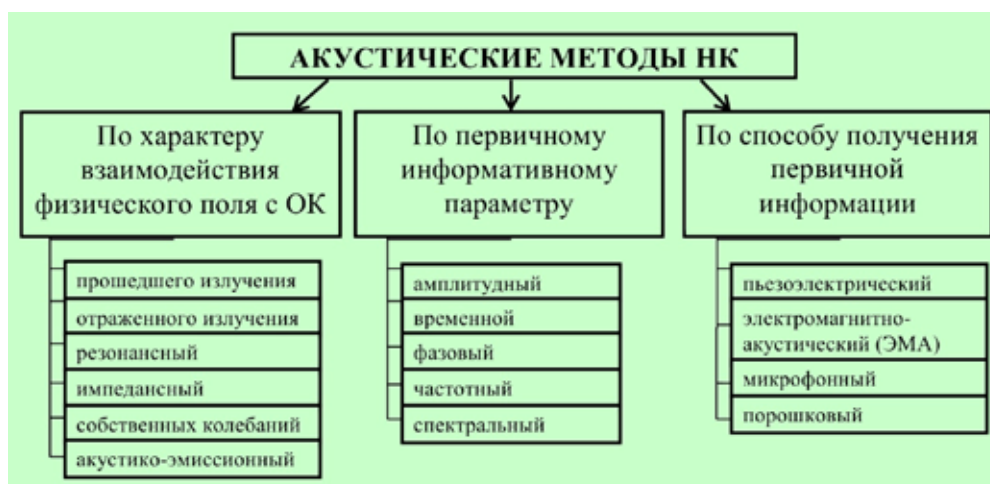 АКУСТИЧЕСКИЕ МЕТОДЫ НК
По характеру
взаимодействия
физического поля с ОК
прошедшего излучения
отраженного излучения
резонансный
импедансный
собственных колебаний
акустико-эмиссионный
По первичному
информативному
параметру
амплитудный
временной
фазовый
частотный
спектральный
По способу получения
первичной
информации
пьезоэлектрический
электромагнитно-
акустический (ЭМА)
микрофонный
порошковый